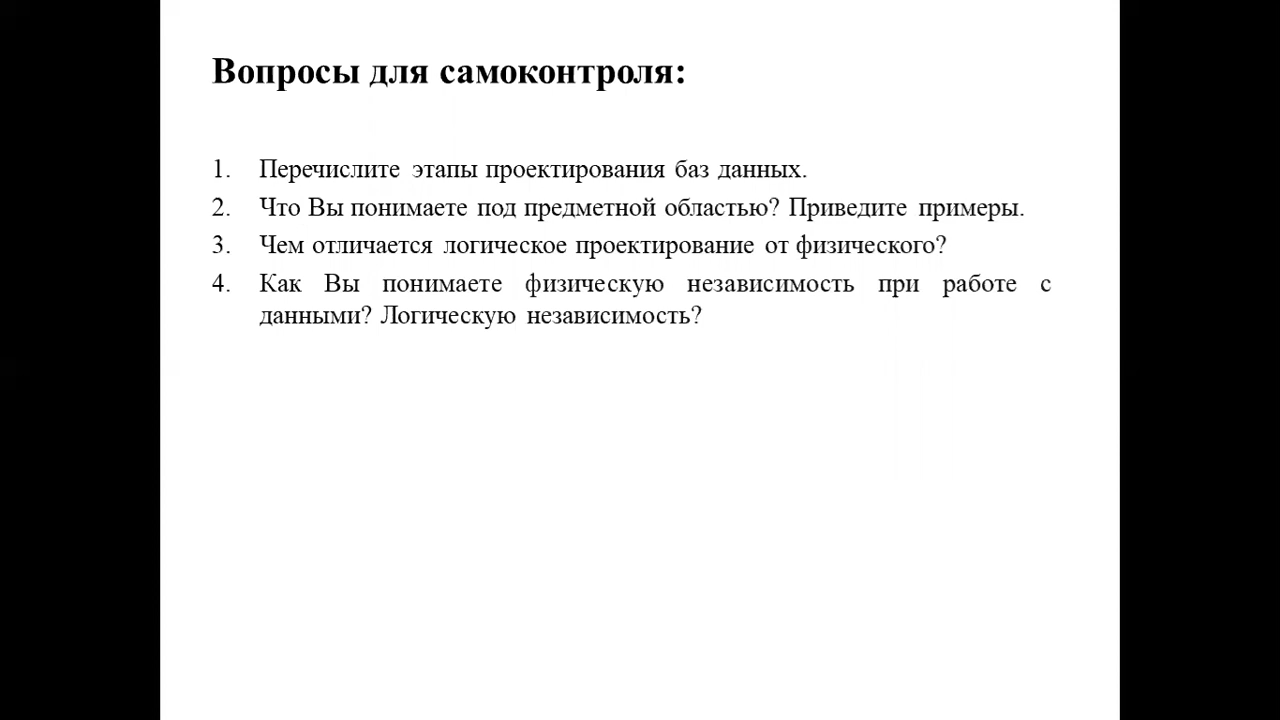 Вопросы для самоконтроля:
1. Перечислите этапы проектирования баз данных.
2. Что Вы понимаете под предметной областью? Приведите примеры.
3. Чем отличается логическое проектирование от физического?
4. Как Вы понимаете физическую независимость при работе с
данными? Логическую независимость?